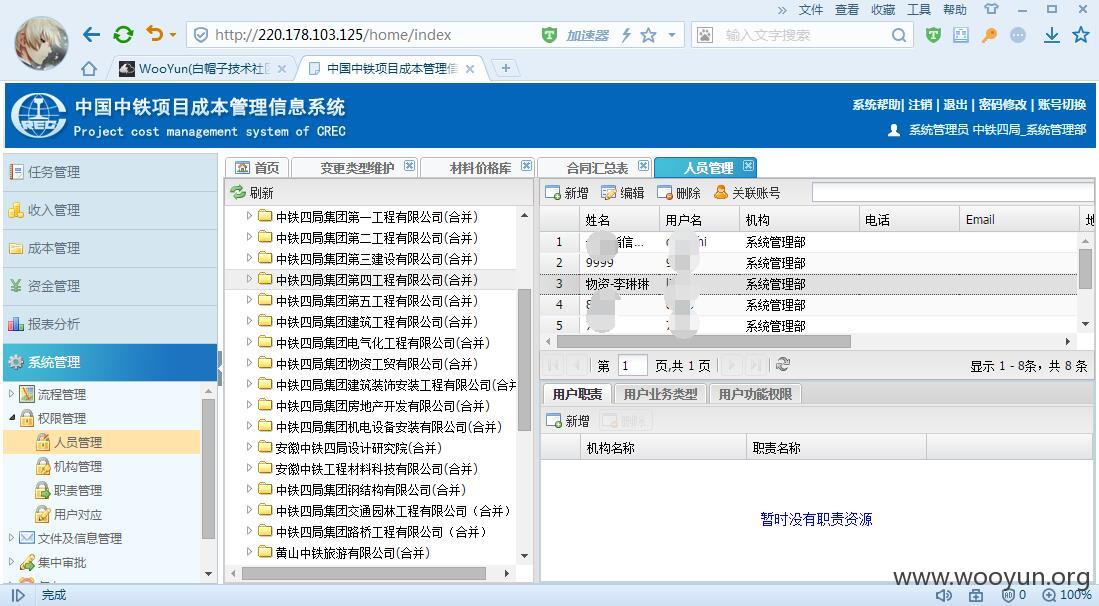 » 文件 查看 收藏 工具 帮助
http://220.178.103.125/home/index
加速器
输入文字搜索
WooYun(白帽子技术社区
中国中铁项目成本管理信
中国中铁项目成本管理信息系统
Project cost management system of CREC
系统帮助| 注销 | 退出 | 密码修改 | 账号切换
系统管理员 中铁四局_系统管理部
任务管理
收入管理
成本管理
资金管理
报表分析
系统管理
流程管理
权限管理
人员管理
机构管理
职责管理
用户对应
文件及信息管理
集中审批
首页
变更类型维护
材料价格库
合同汇总表
人员管理
刷新
中铁四局集团第一工程有限公司(合并)
中铁四局集团第二工程有限公司(合并)
中铁四局集团第三建设有限公司(合并)
中铁四局集团第四工程有限公司(合并)
中铁四局集团第五工程有限公司(合并)
中铁四局集团建筑工程有限公司(合并)
中铁四局集团电气化工程有限公司(合并)
中铁四局集团物资工贸有限公司(合并)
中铁四局集团建筑装饰安装工程有限公司(合并
中铁四局集团房地产开发有限公司(合并)
中铁四局集团机电设备安装有限公司(合并)
安徽中铁四局设计研究院(合并)
安徽中铁工程材料科技有限公司(合并)
中铁四局集团钢结构有限公司(合并)
中铁四局集团交通园林工程有限公司（合并）
中铁四局集团路桥工程有限公司（合并）
黄山中铁旅游有限公司(合并)
新增 编辑 删除 关联账号
姓名 用户名 机构 电话 Email
1 信... hi 系统管理部
2 9999 9 系统管理部
3 物资-李琳琳 系统管理部
4 8 系统管理部
5 7 7 系统管理部
第 1 页,共 1 页
显示 1 - 8条，共 8 条
用户职责 用户业务类型 用户功能权限
新增 删除
机构名称 职责名称
暂时没有职责资源
www.wooyun.org
完成
0
100%